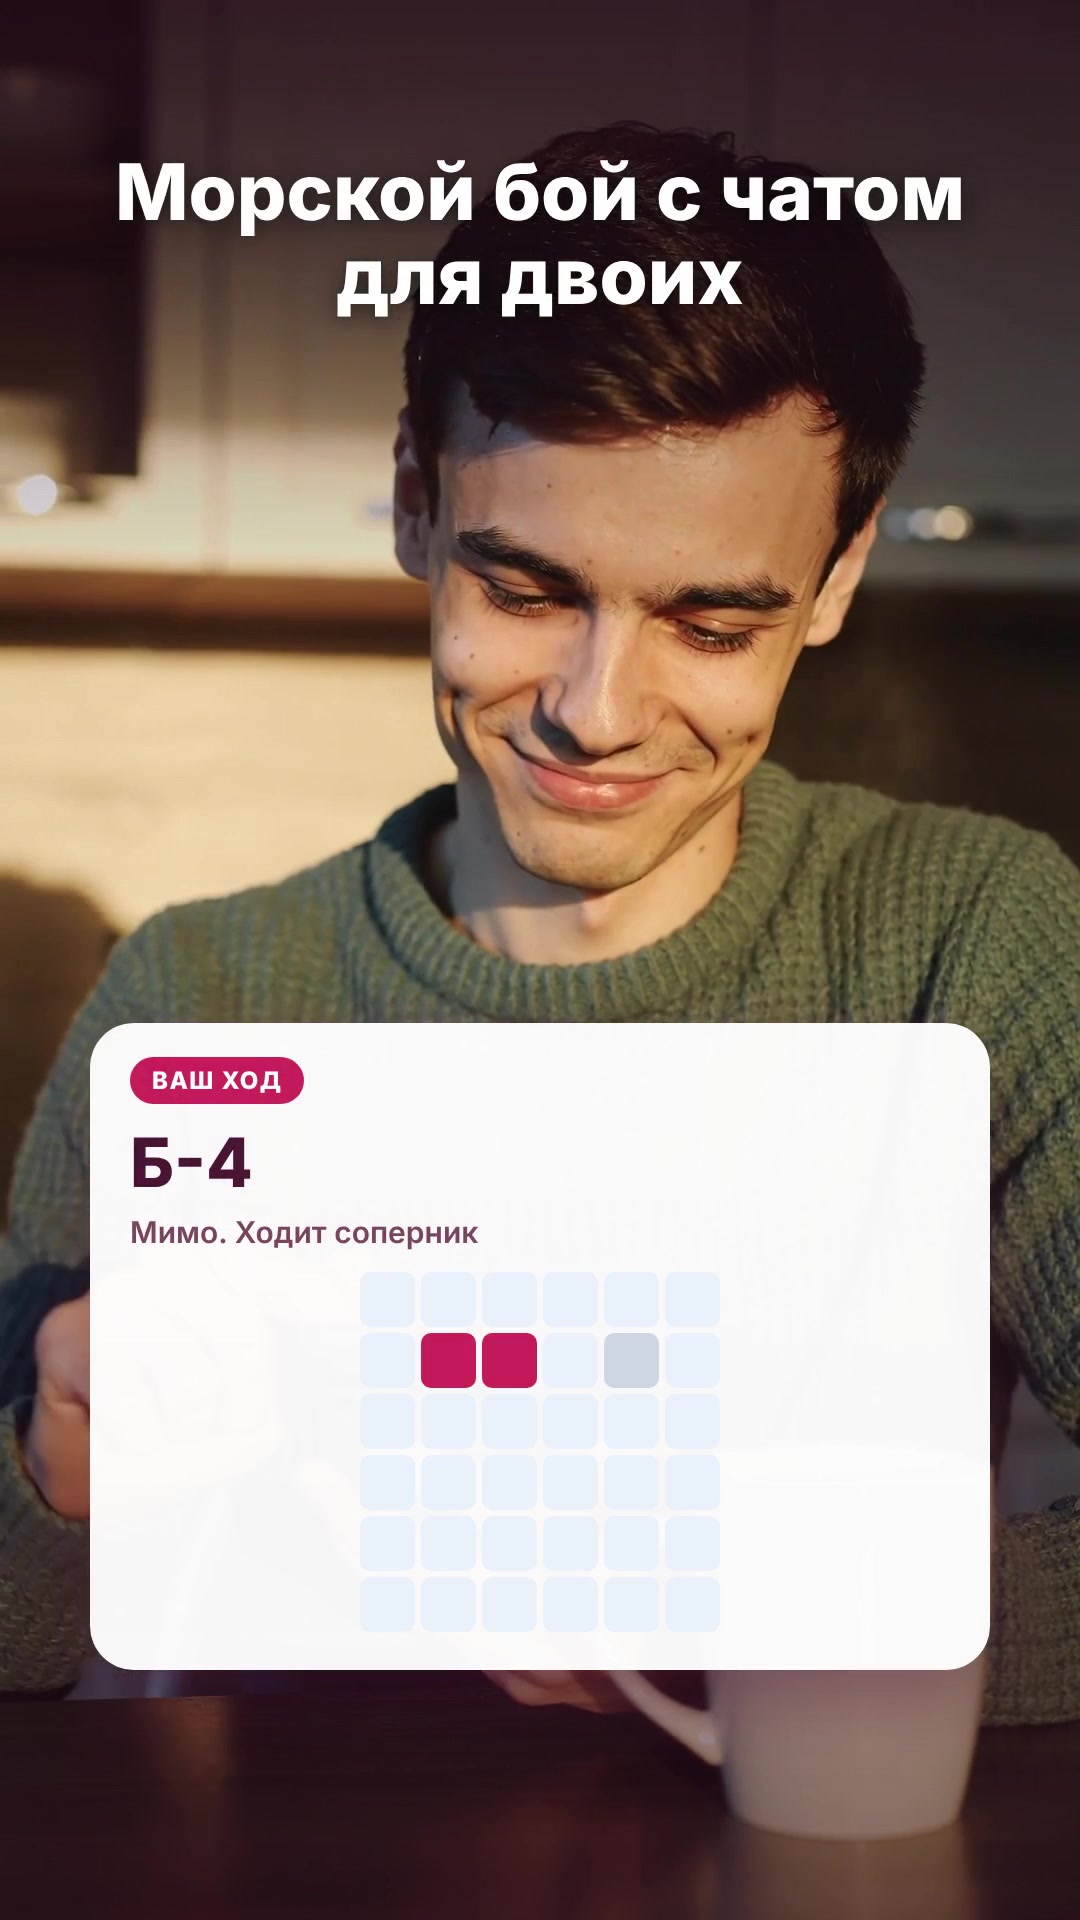 Морской бой с чатом
для двоих
ВАШ ХОД
Б-4
Мимо. Ходит соперник